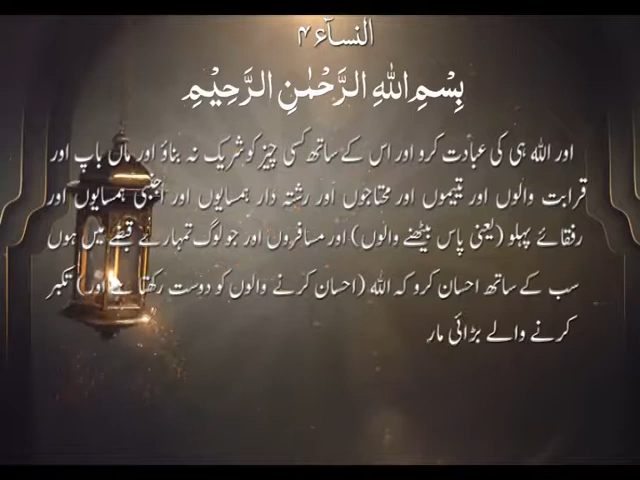 النسآء ۴
بِسْمِ اللهِ الرَّحْمٰنِ الرَّحِیْمِ
اور اللہ ہی کی عبادت کرو اور اس کے ساتھ کسی چیز کو شریک نہ بناؤ اور ماں باپ اور
قرابت والوں اور یتیموں اور محتاجوں اور رشتہ دار ہمسایوں اور اجنبی ہمسایوں اور
رفقائے پہلو (یعنی پاس بیٹھنے والوں) اور مسافروں اور جو لوگ تمہارے قبضے میں ہوں
سب کے ساتھ احسان کرو کہ اللہ (احسان کرنے والوں کو دوست رکھتا ہے اور) تکبر
کرنے والے بڑائی مار